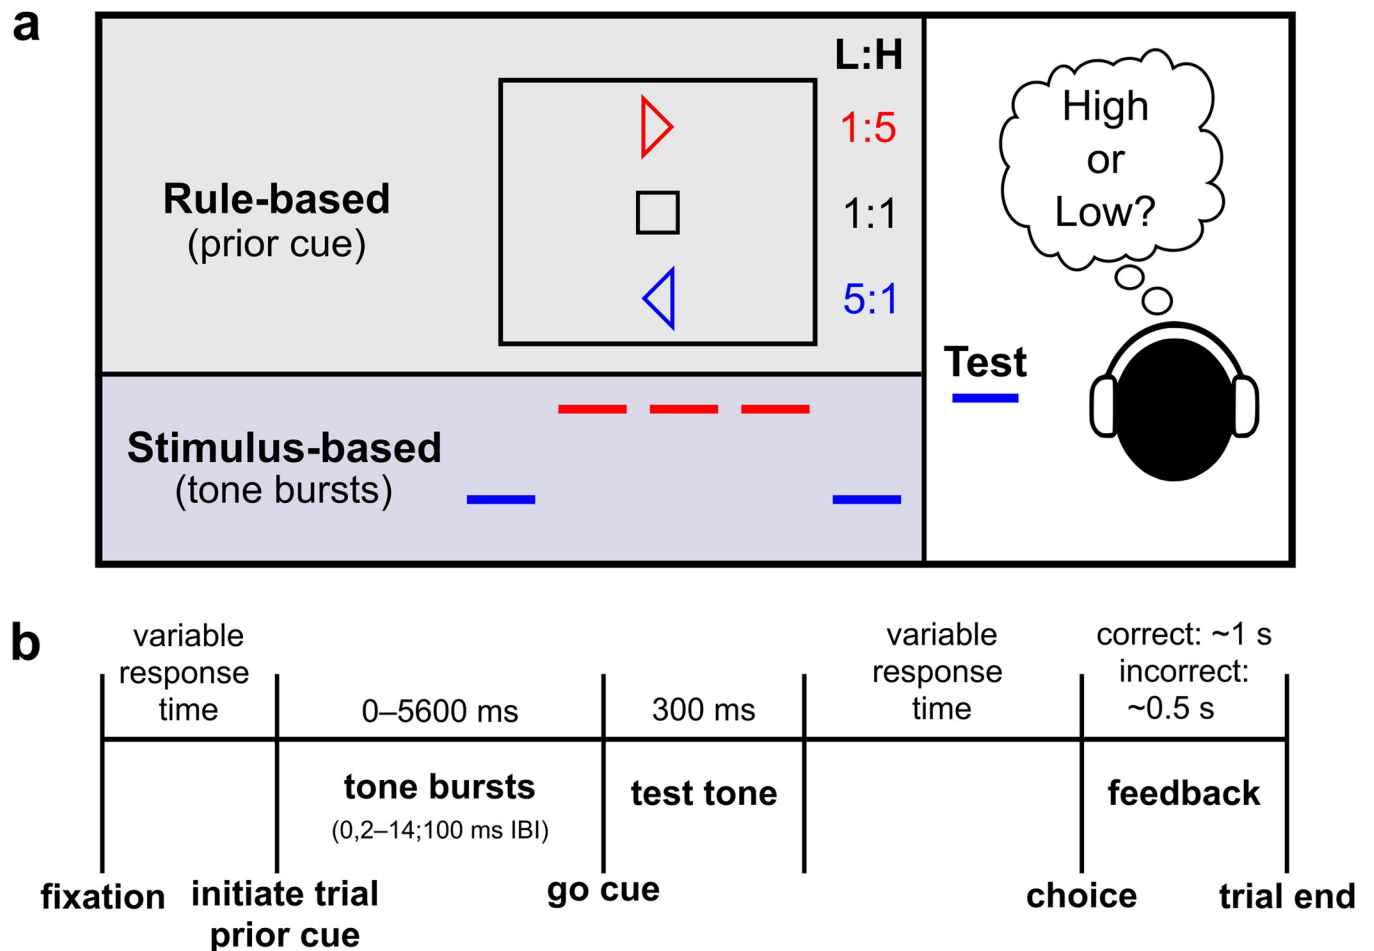 a
L:H
1:5
Rule-based
(prior cue)
1:1
5:1
High
or
Low?
Test
Stimulus-based
(tone bursts)
b
variable
response
time
0–5600 ms
300 ms
variable
response
time
correct: ~1 s
incorrect:
~0.5 s
tone bursts
(0,2–14;100 ms IBI)
test tone
feedback
fixation
initiate trial
prior cue
go cue
choice
trial end